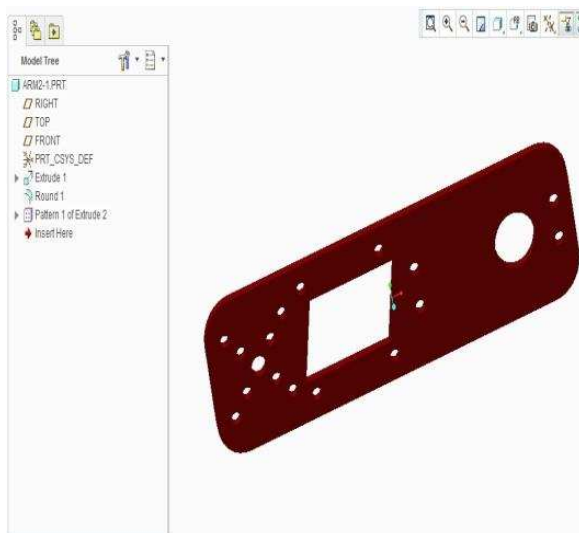 Model Tree
ARM2-1.PRT
RIGHT
TOP
FRONT
PRT_CSYS_DEF
Extrude 1
Round 1
Pattern 1 of Extrude 2
Insert Here